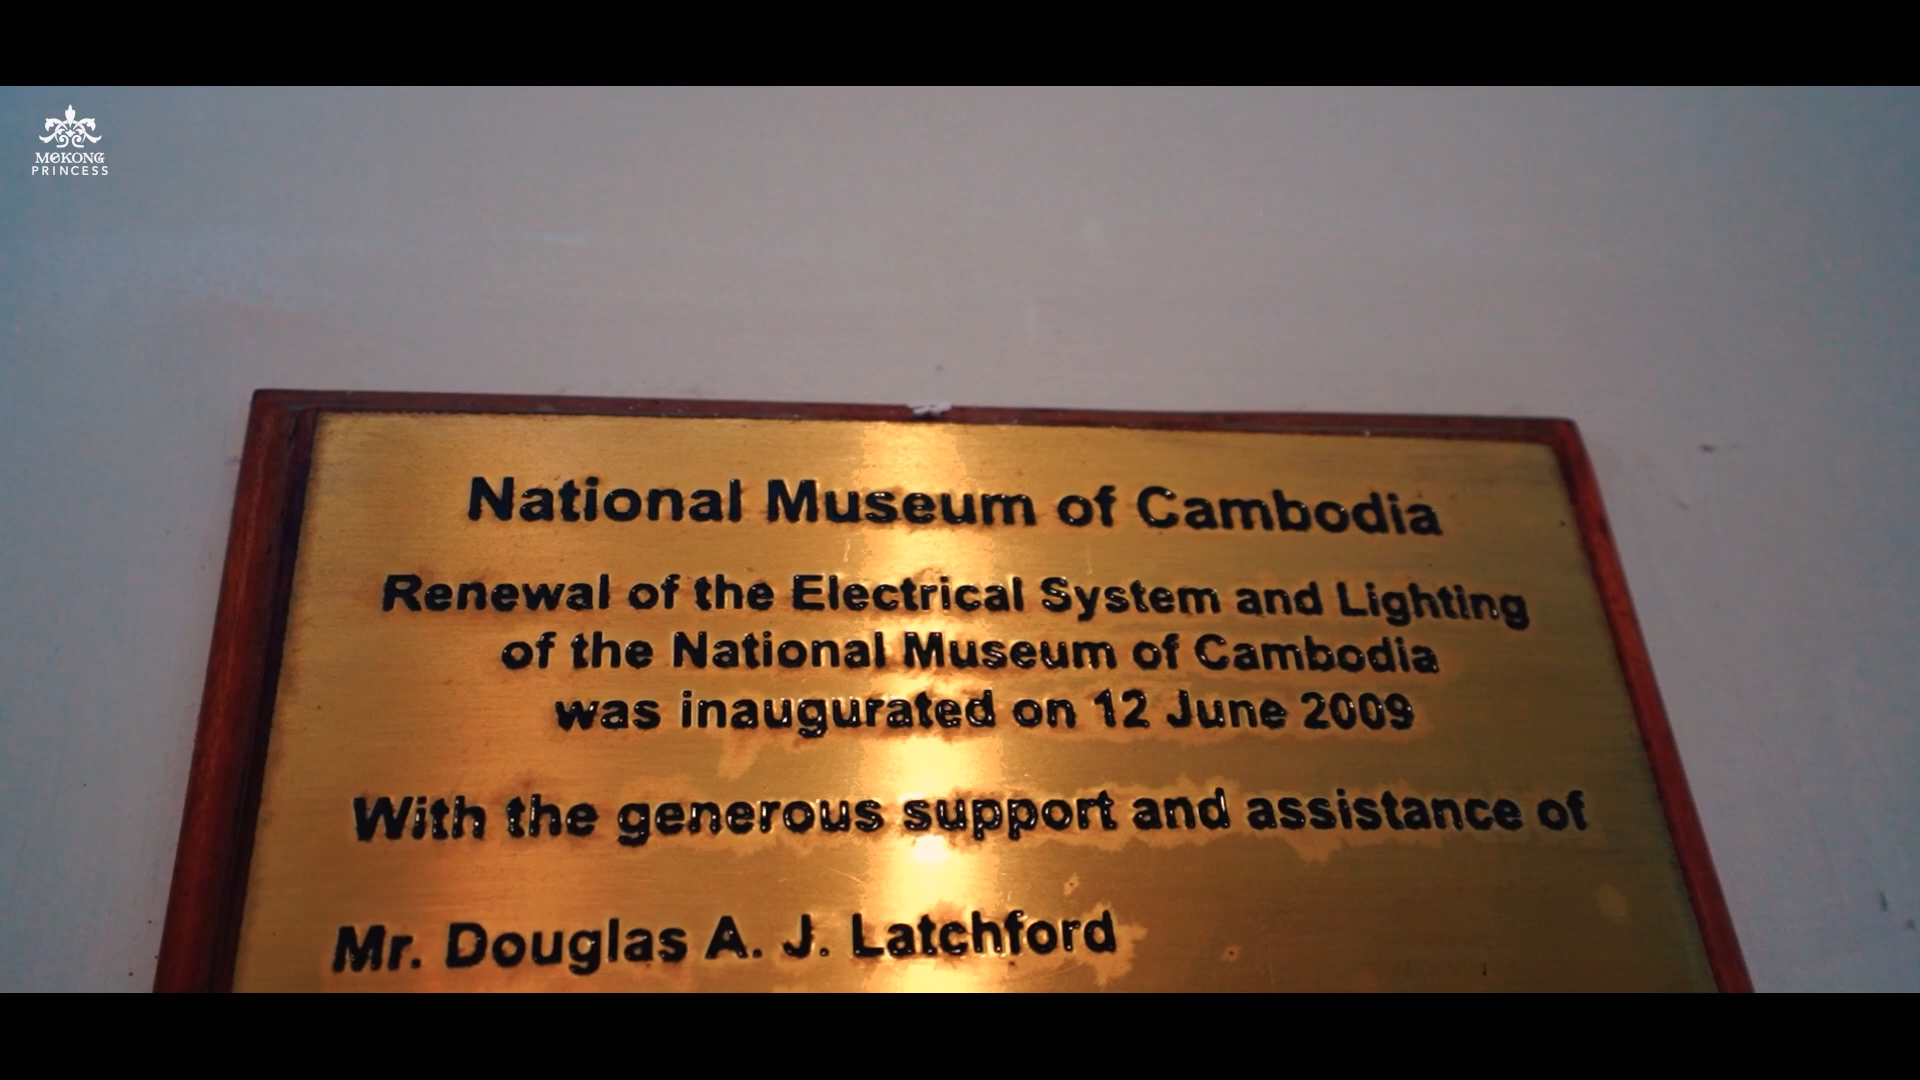 MEKONG
PRINCESS
National Museum of Cambodia
Renewal of the Electrical System and Lighting
of the National Museum of Cambodia
was inaugurated on 12 June 2009
With the generous support and assistance of
Mr. Douglas A. J. Latchford